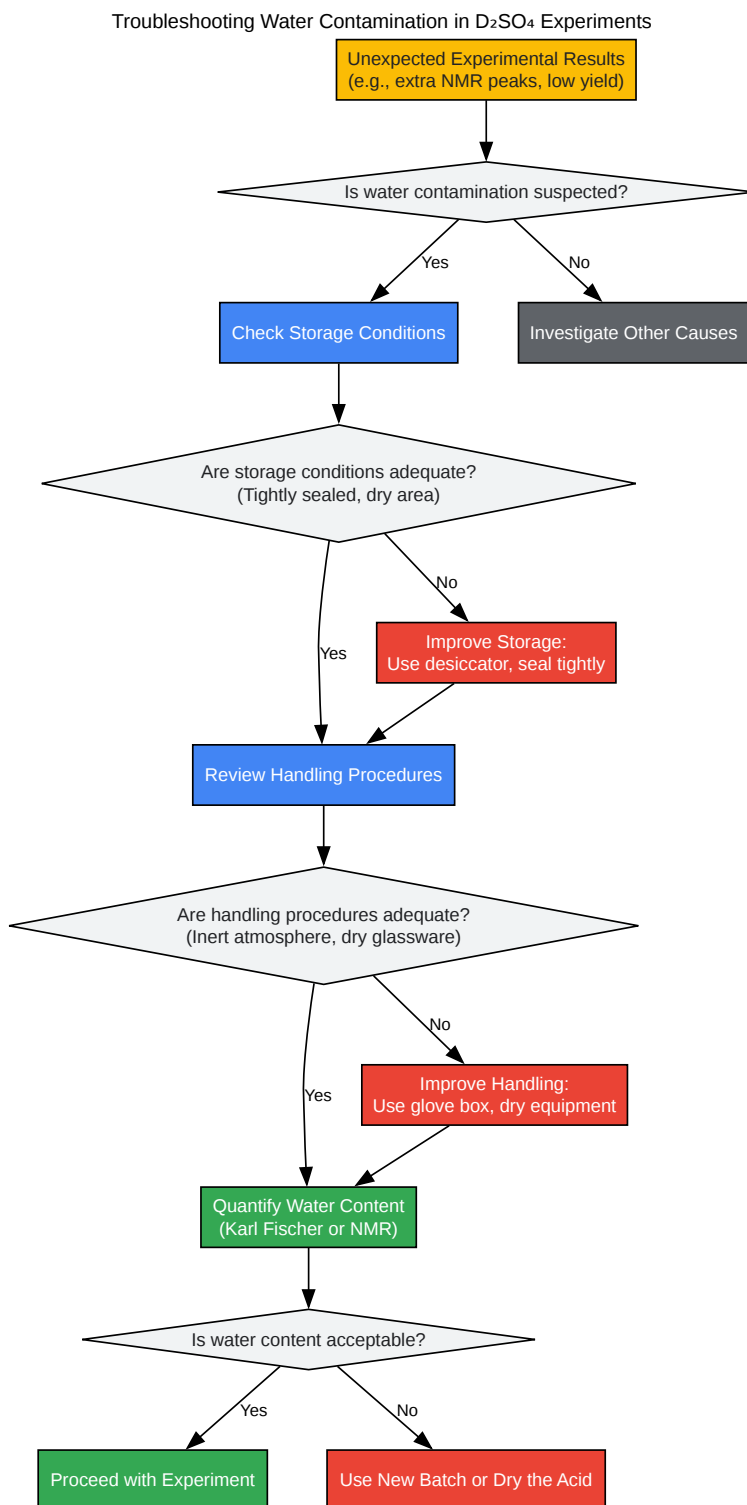 Troubleshooting Water Contamination in D₂SO₄ Experiments
Unexpected Experimental Results
(e.g., extra NMR peaks, low yield)
Is water contamination suspected?
Yes
No
Check Storage Conditions
Investigate Other Causes
Are storage conditions adequate?
(Tightly sealed, dry area)
No
Yes
Improve Storage:
Use desiccator, seal tightly
Review Handling Procedures
Are handling procedures adequate?
(Inert atmosphere, dry glassware)
No
Yes
Improve Handling:
Use glove box, dry equipment
Quantify Water Content
(Karl Fischer or NMR)
Is water content acceptable?
Yes
No
Proceed with Experiment
Use New Batch or Dry the Acid